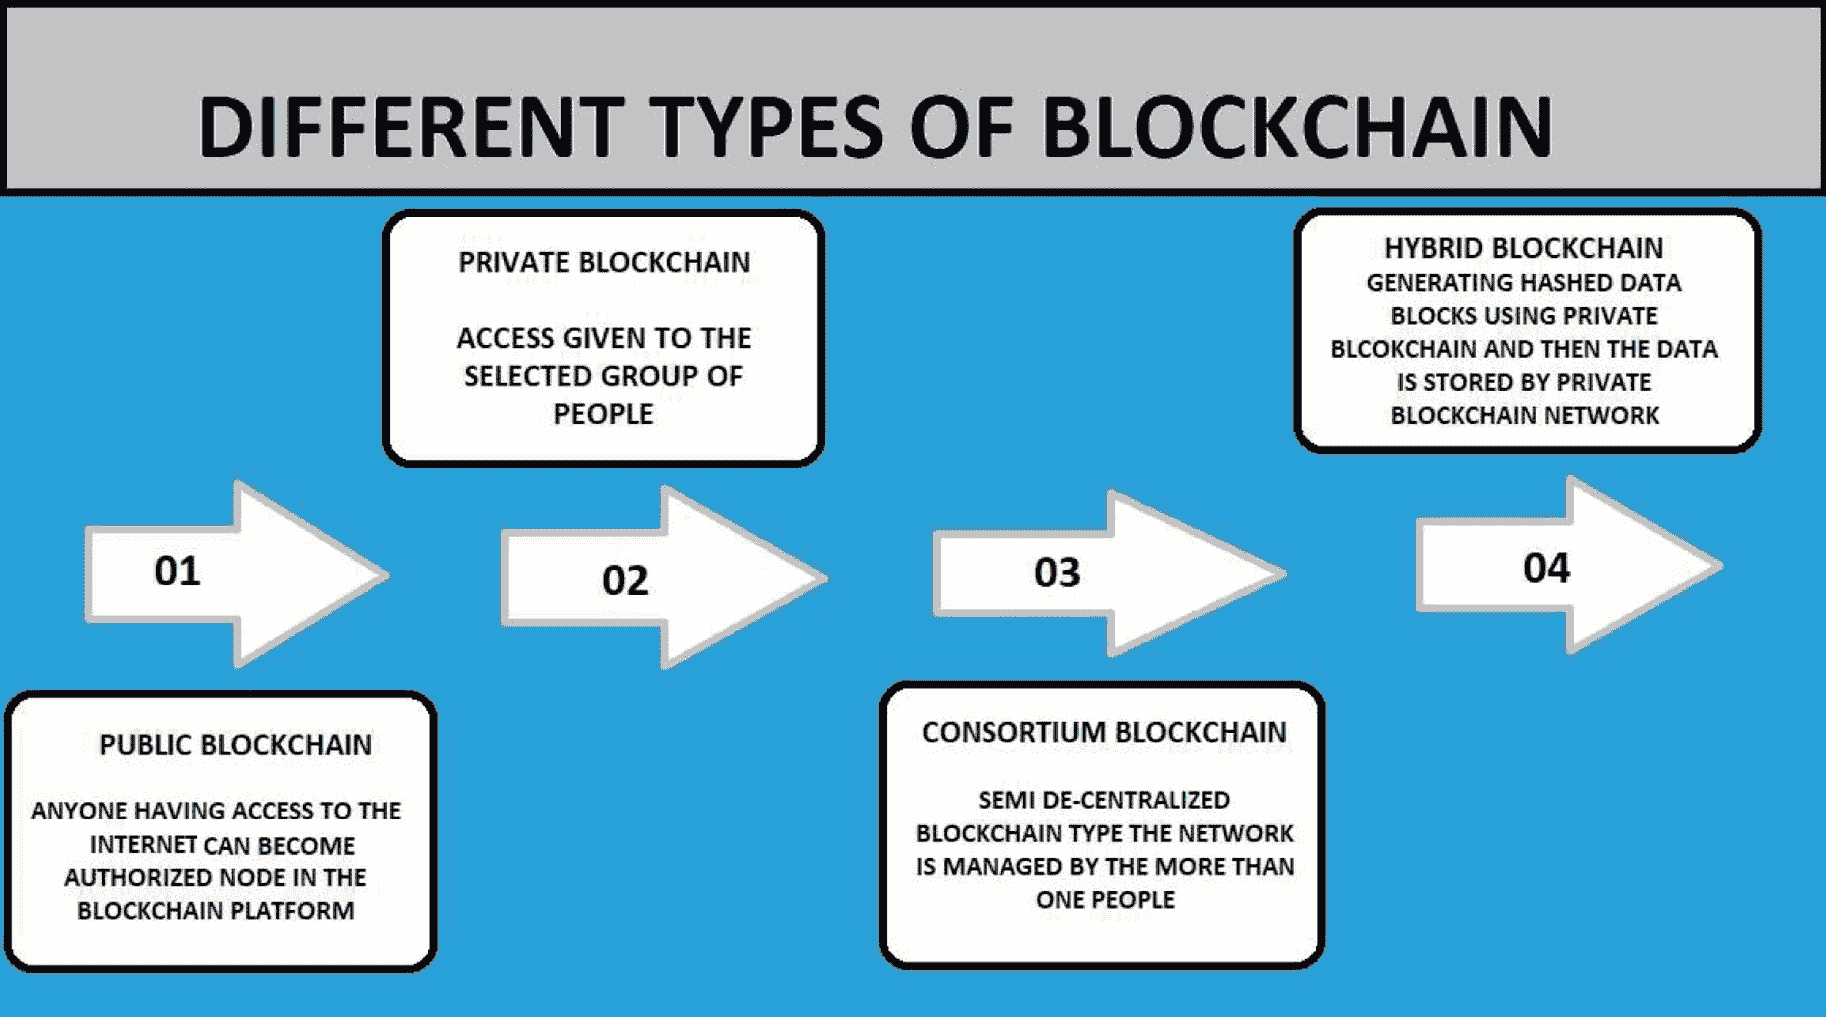 DIFFERENT TYPES OF BLOCKCHAIN
PRIVATE BLOCKCHAIN
ACCESS GIVEN TO THE
SELECTED GROUP OF
PEOPLE
HYBRID BLOCKCHAIN
GENERATING HASHED DATA
BLOCKS USING PRIVATE
BLCOKCHAIN AND THEN THE DATA
IS STORED BY PRIVATE
BLOCKCHAIN NETWORK
01
02
03
04
PUBLIC BLOCKCHAIN
ANYONE HAVING ACCESS TO THE
INTERNET CAN BECOME
AUTHORIZED NODE IN THE
BLOCKCHAIN PLATFORM
CONSORTIUM BLOCKCHAIN
SEMI DE-CENTRALIZED
BLOCKCHAIN TYPE THE NETWORK
IS MANAGED BY THE MORE THAN
ONE PEOPLE